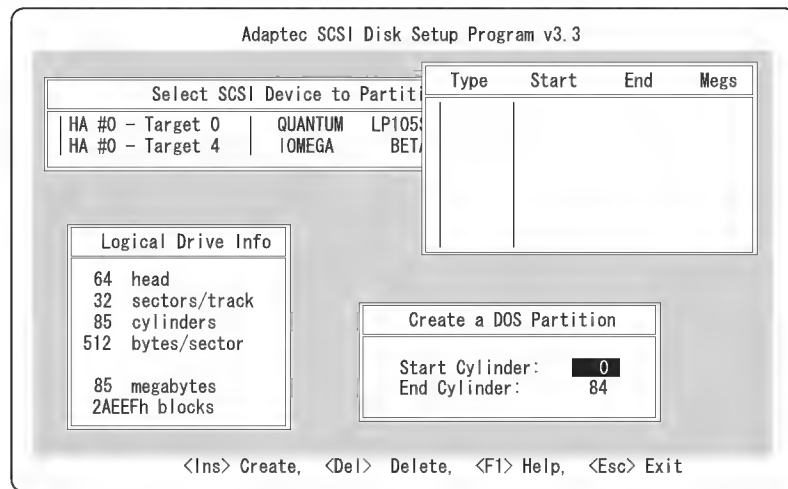 Adaptec SCSI Disk Setup Program v3.3
Select SCSI Device to Partiti
HA #0 - Target 0 QUANTUM LP105S
HA #0 - Target 4 IOMEGA BETA
Type Start End Megs
Logical Drive Info
64 head
32 sectors/track
85 cylinders
512 bytes/sector
85 megabytes
2AEEFh blocks
Create a DOS Partition
Start Cylinder: 0
End Cylinder: 84
<Ins> Create, <Del> Delete, <F1> Help, <Esc> Exit